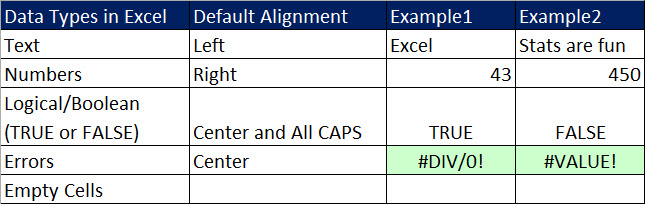 Data Types in Excel Default Alignment Example1 Example2
Text Left Excel Stats are fun
Numbers Right 43 450
Logical/Boolean
(TRUE or FALSE) Center and All CAPS TRUE FALSE
Errors Center #DIV/0! #VALUE!
Empty Cells